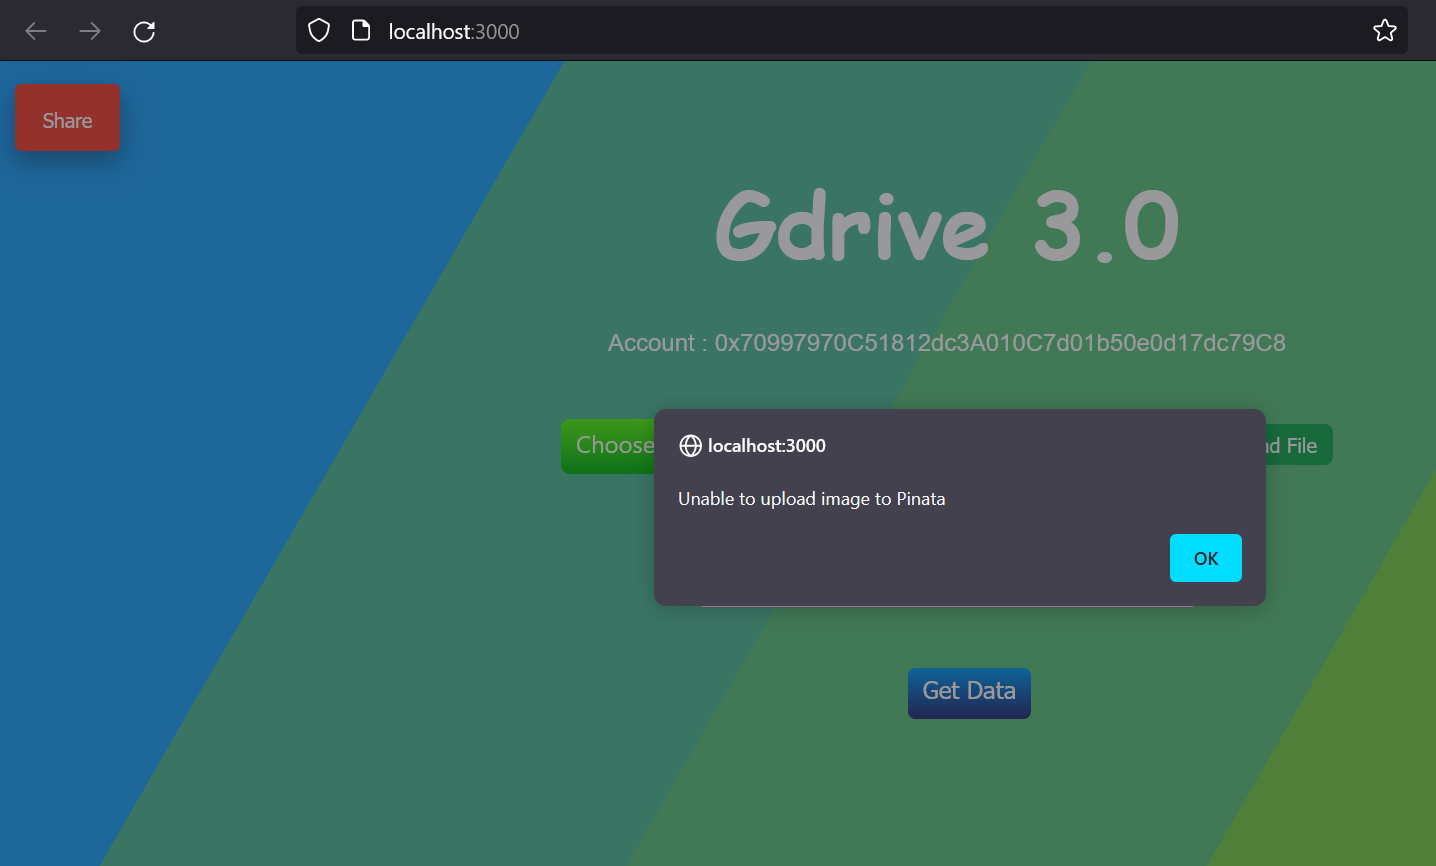 localhost:3000
Share
Gdrive 3.0
Account : 0x70997970C51812dc3A010C7d01b50e0d17dc79C8
Choose
File
localhost:3000
Unable to upload image to Pinata
OK
Get Data